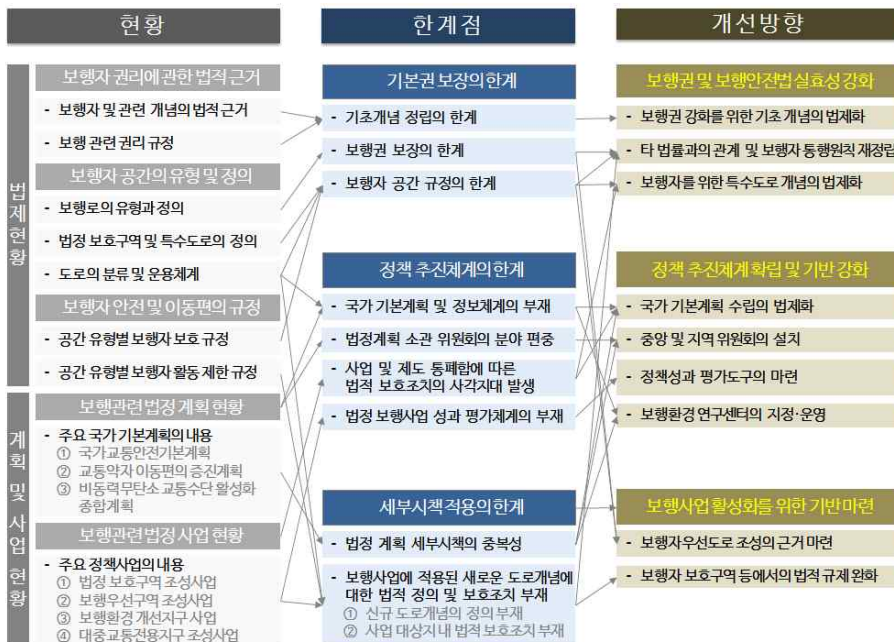 현황
한계점
개선방향
법제현황
보행자 권리에 관한 법적 근거
- 보행자 및 관련 개념의 법적 근거
- 보행 관련 권리 규정
보행자 공간의 유형 및 정의
- 보행로의 유형과 정의
- 법정 보호구역 및 특수도로의 정의
- 도로의 분류 및 운용체계
보행자 안전 및 이동편의 규정
- 공간 유형별 보행자 보호 규정
- 공간 유형별 보행자 활동 제한 규정
계획 및 사업 현황
보행관련 법정 계획 현황
- 주요 국가 기본계획의 내용
① 국가교통안전기본계획
② 교통약자 이동편의 증진계획
③ 비동력무탄소 교통수단 활성화
종합계획
보행관련 법정 사업 현황
- 주요 정책사업의 내용
① 법정 보호구역 조성사업
② 보행우선구역 조성사업
③ 보행환경 개선지구 사업
④ 대중교통전용지구 조성사업
기본권 보장의 한계
- 기초개념 정립의 한계
- 보행권 보장의 한계
- 보행자 공간 규정의 한계
정책 추진체계의 한계
- 국가 기본계획 및 정보체계의 부재
- 법정계획 소관 위원회의 분야 편중
- 사업 및 제도 통폐합에 따른
법적 보호조치의 사각지대 발생
- 법정 보행사업 성과 평가체계의 부재
세부시책 적용의 한계
- 법정 계획 세부시책의 중복성
- 보행사업에 적용된 새로운 도로개념에
대한 법적 정의 및 보호조치 부재
① 신규 도로개념의 정의 부재
② 사업 대상지 내 법적 보호조치 부재
보행권 및 보행안전법 실효성 강화
- 보행권 강화를 위한 기초 개념의 법제화
- 타 법률과의 관계 및 보행자 통행원칙 재정립
- 보행자를 위한 특수도로 개념의 법제화
정책 추진체계 확립 및 기반 강화
- 국가 기본계획 수립의 법제화
- 중앙 및 지역 위원회의 설치
- 정책성과 평가도구의 마련
- 보행환경 연구센터의 지정·운영
보행사업 활성화를 위한 기반 마련
- 보행자우선도로 조성의 근거 마련
- 보행자 보호구역 등에서의 법적 규제 완화